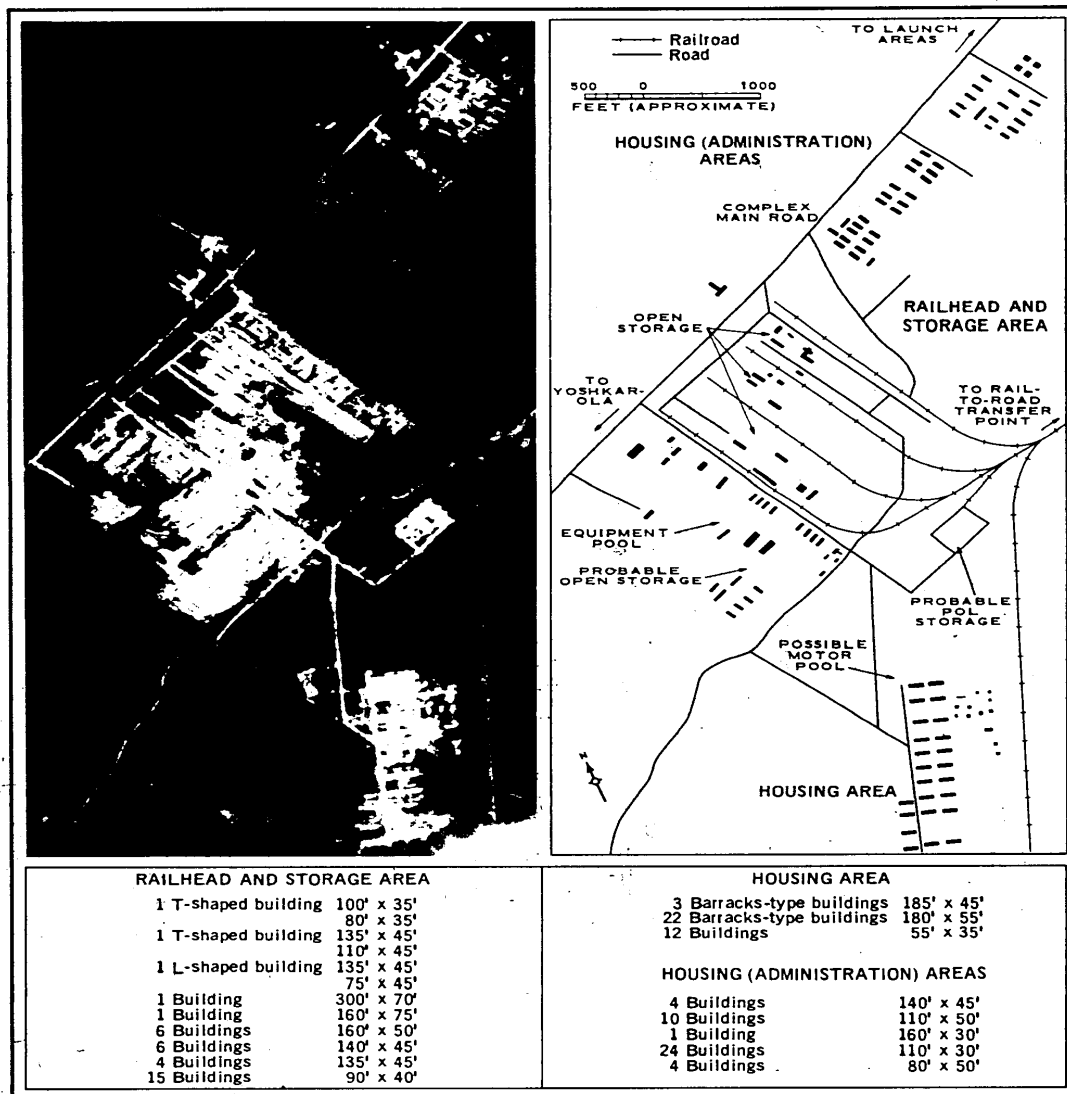 Railroad
Road
500 0 1000
FEET (APPROXIMATE)
TO LAUNCH
AREAS
HOUSING (ADMINISTRATION)
AREAS
COMPLEX
MAIN ROAD
RAILHEAD AND
STORAGE AREA
OPEN
STORAGE
TO
YOSHKAR-
OLA
TO RAIL-
TO-ROAD
TRANSFER
POINT
EQUIPMENT
POOL
PROBABLE
OPEN STORAGE
PROBABLE
POL
STORAGE
POSSIBLE
MOTOR
POOL
N
HOUSING AREA
RAILHEAD AND STORAGE AREA
1 T-shaped building 100' x 35'
80' x 35'
1 T-shaped building 135' x 45'
110' x 45'
1 L-shaped building 135' x 45'
75' x 45'
1 Building 300' x 70'
1 Building 160' x 75'
6 Buildings 160' x 50'
6 Buildings 140' x 45'
4 Buildings 135' x 45'
15 Buildings 90' x 40'
HOUSING AREA
3 Barracks-type buildings 185' x 45'
22 Barracks-type buildings 180' x 55'
12 Buildings 55' x 35'
HOUSING (ADMINISTRATION) AREAS
4 Buildings 140' x 45'
10 Buildings 110' x 50'
1 Building 160' x 30'
24 Buildings 110' x 30'
4 Buildings 80' x 50'